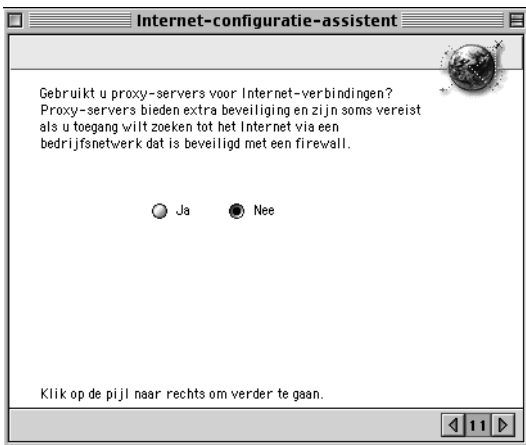 Internet-configuratie-assistent
Gebruikt u proxy-servers voor Internet-verbindingen?
Proxy-servers bieden extra beveiliging en zijn soms vereist
als u toegang wilt zoeken tot het Internet via een
bedrijfsnetwerk dat is beveiligd met een firewall.
Ja Nee
Klik op de pijl naar rechts om verder te gaan.
11